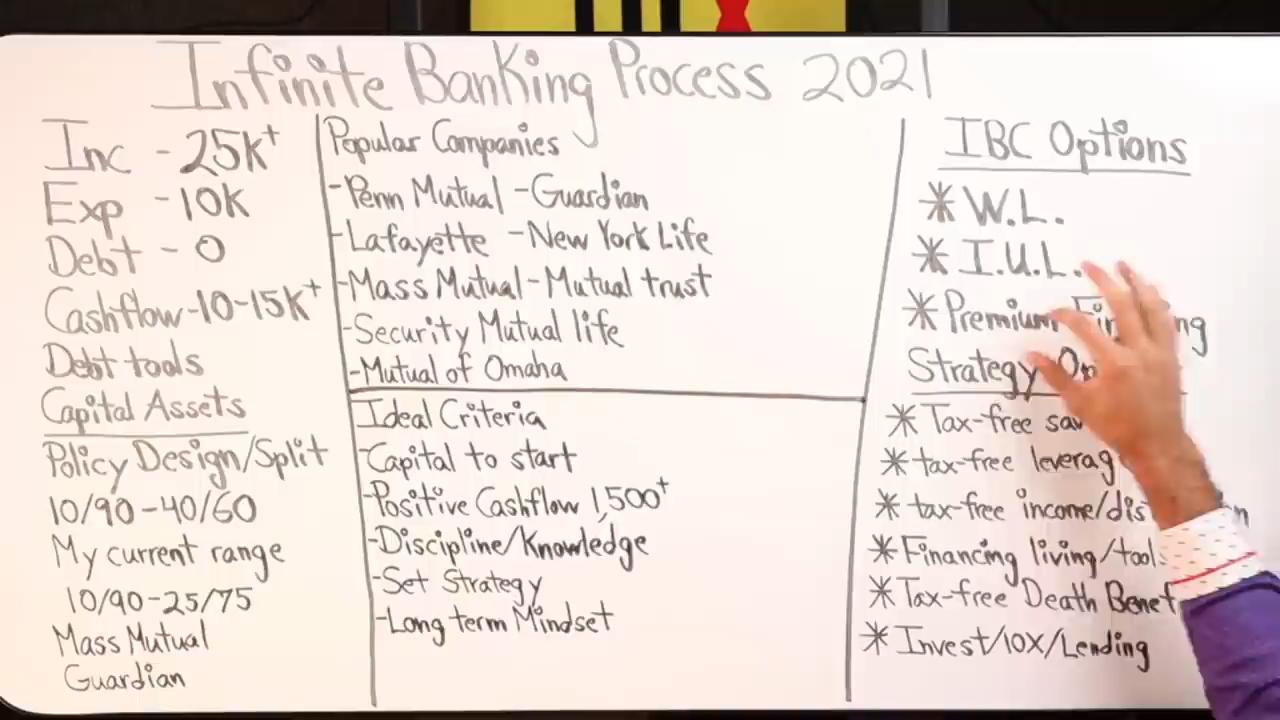 Infinite Banking Process 2021
Inc - 25K+
Exp - 10K
Debt - 0
Cashflow-10-15K+
Debt tools
Capital Assets
Policy Design/Split
10/90-40/60
My current range
10/90-25/75
Mass Mutual
Guardian
Popular Companies
-Penn Mutual -Guardian
-Lafayette -New York Life
-Mass Mutual-Mutual trust
-Security Mutual life
-Mutual of Omaha
Ideal Criteria
-Capital to start
-Positive Cashflow 1,500+
-Discipline/Knowledge
-Set Strategy
-Long term Mindset
IBC Options
* W.L.
* I.U.L.
* Premium
Strategy
* Tax-free
* tax-free
* tax-free income/
* Financing living/
* Tax-free Death
* Invest/10X/Lending